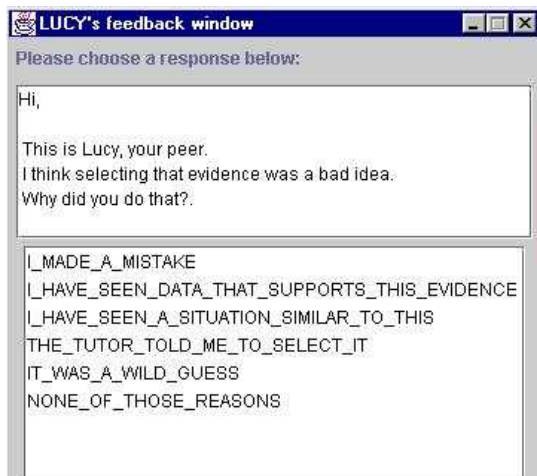 LUCY's feedback window
Please choose a response below:
Hi,
This is Lucy, your peer.
I think selecting that evidence was a bad idea.
Why did you do that?.
I_MADE_A_MISTAKE
I_HAVE_SEEN_DATA_THAT_SUPPORTS_THIS_EVIDENCE
I_HAVE_SEEN_A_SITUATION_SIMILAR_TO_THIS
THE_TUTOR_TOLD_ME_TO_SELECT_IT
IT_WAS_A_WILD_GUESS
NONE_OF_THOSE_REASONS